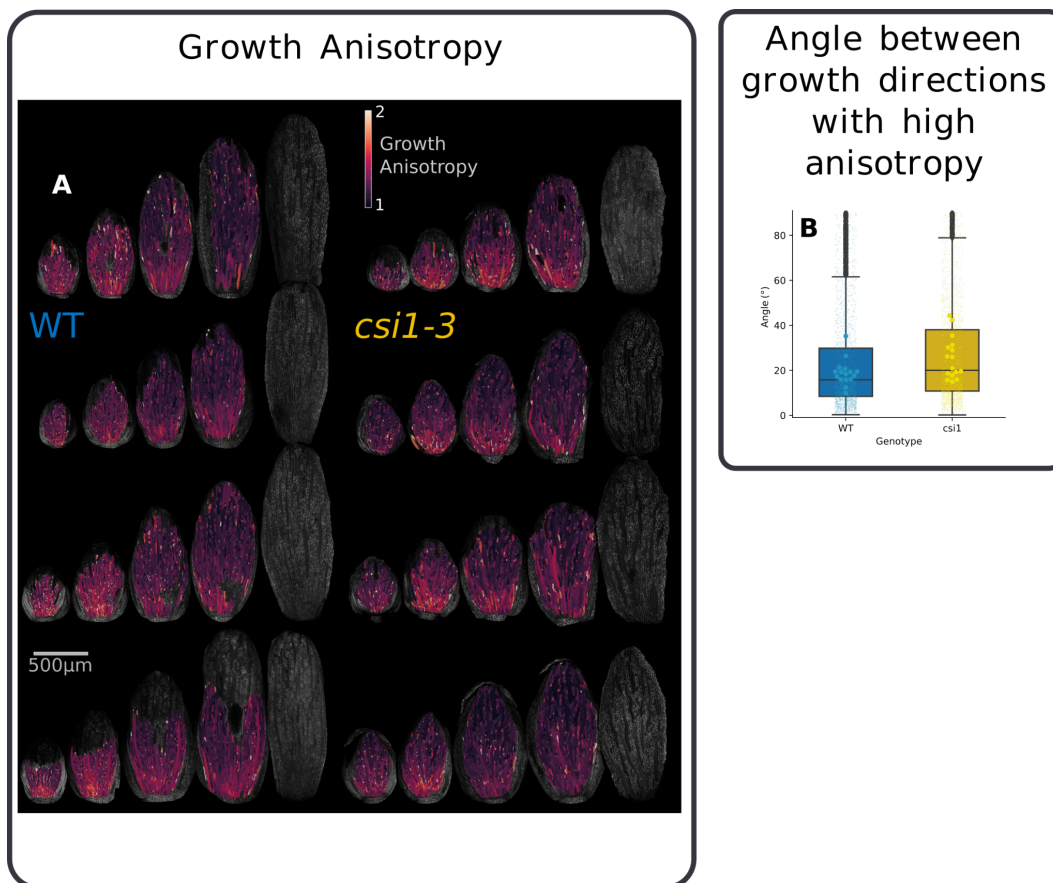 Growth Anisotropy
A
2
Growth
Anisotropy
1
WT
csi1-3
500μm
Angle between
growth directions
with high
anisotropy
B
80
60
40
20
0
Angle (°)
WT
csi1
Genotype